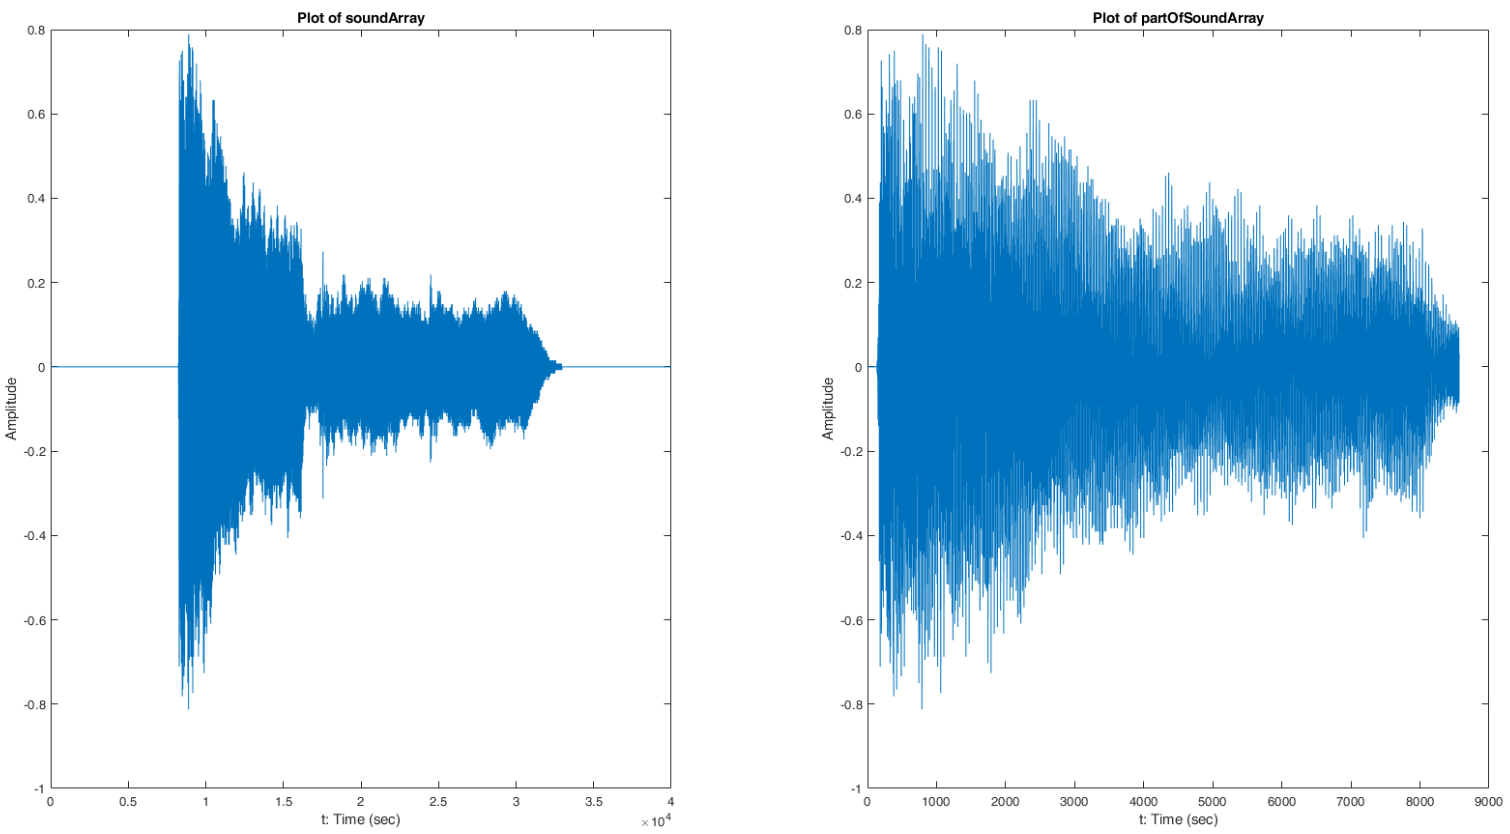 Plot of soundArray
0.8
0.6
0.4
0.2
0
-0.2
-0.4
-0.6
-0.8
-1
Amplitude
0 0.5 1 1.5 2 2.5 3 3.5 4
t: Time (sec)
×10^4
Plot of partOfSoundArray
0.8
0.6
0.4
0.2
0
-0.2
-0.4
-0.6
-0.8
-1
Amplitude
0 1000 2000 3000 4000 5000 6000 7000 8000 9000
t: Time (sec)